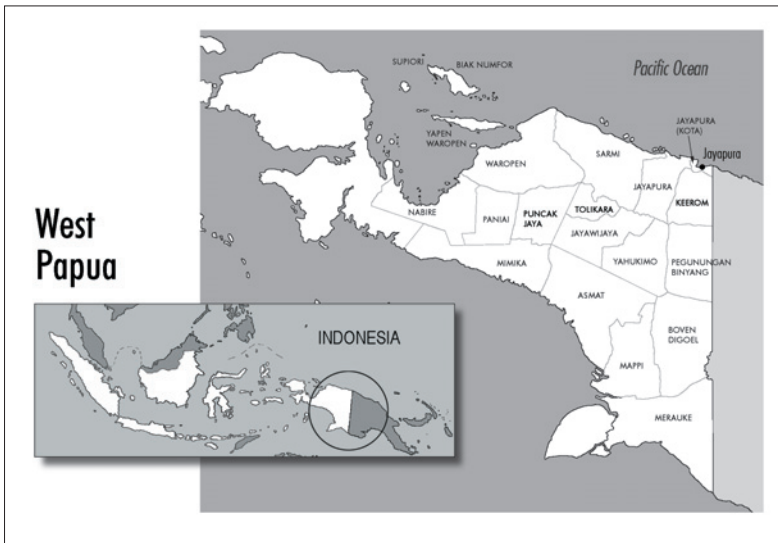 West
Papua
Pacific Ocean
SUPIORI
BIAK NUMFOR
YAPEN
WAROPEN
JAYAPURA
(KOTA)
Jayapura
WAROPEN
SARMI
JAYAPURA
KEEROM
NABIRE
PANIAI
PUNCAK
JAYA
TOLIKARA
JAYAWIJAYA
MIMIKA
YAHUKIMO
PEGUNUNGAN
BINYANG
ASMAT
BOVEN
DIGOEL
MAPPI
MERAUKE
INDONESIA